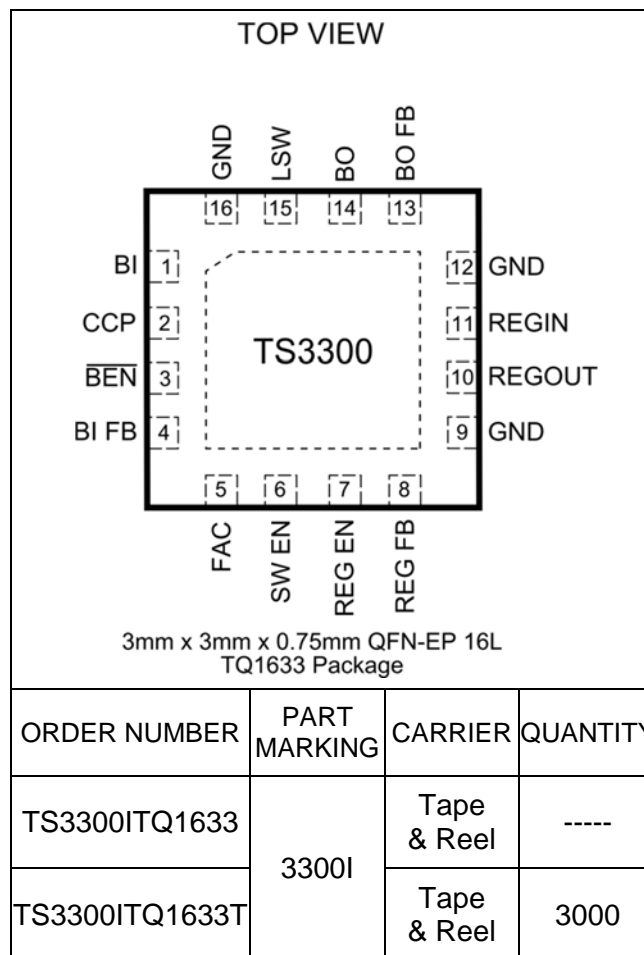 TOP VIEW
GND LSW BO BO FB
16 15 14 13
BI 1 12 GND
CCP 2 11 REGIN
TS3300
BEN 3 10 REGOUT
BI FB 4 9 GND
5 6 7 8
FAC SW EN REG EN REG FB
3mm x 3mm x 0.75mm QFN-EP 16L
TQ1633 Package
ORDER NUMBER PART MARKING CARRIER QUANTITY
TS3300ITQ1633 3300I Tape & Reel -----
TS3300ITQ1633T Tape & Reel 3000